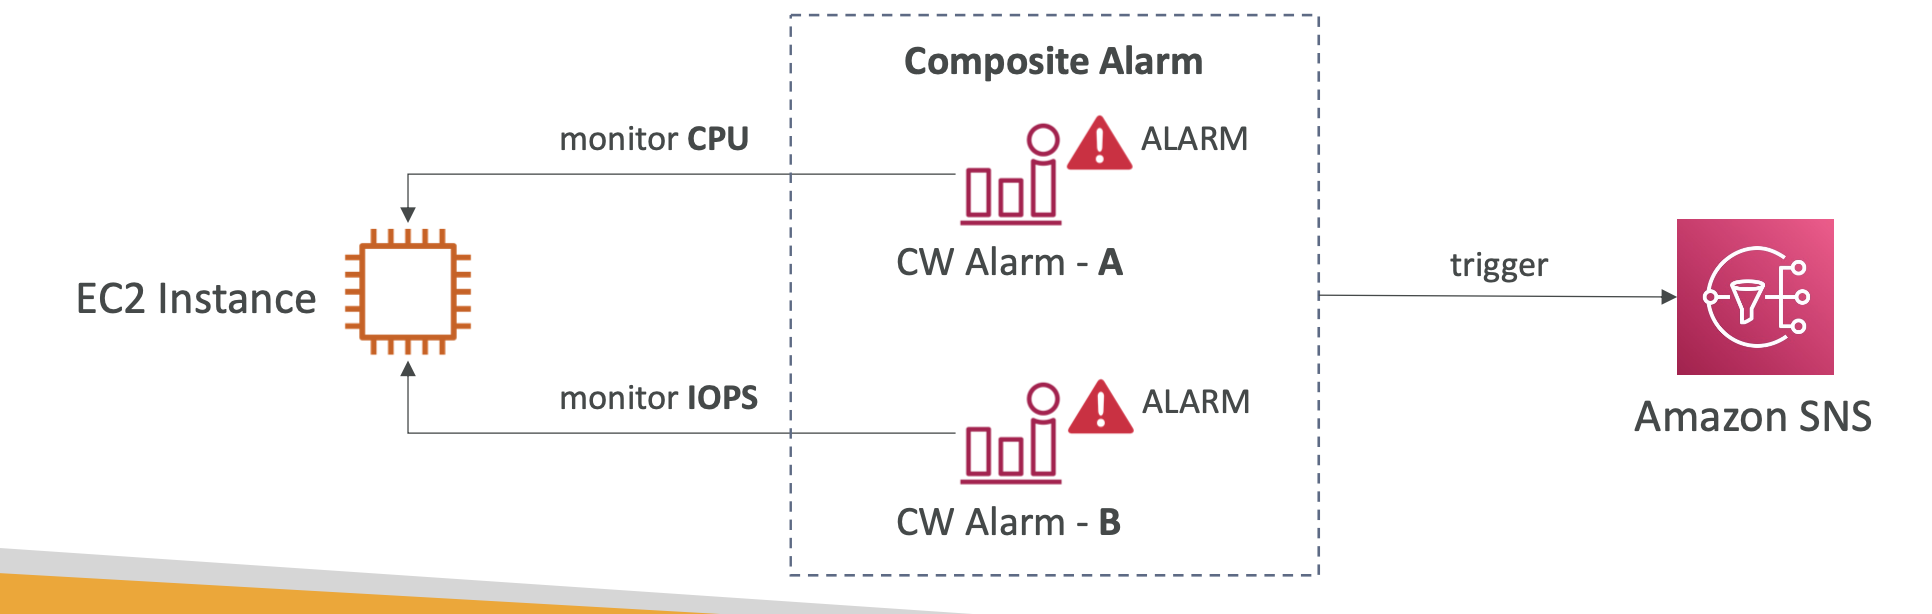 Composite Alarm
monitor CPU
ALARM
CW Alarm - A
EC2 Instance
trigger
monitor IOPS
ALARM
CW Alarm - B
Amazon SNS